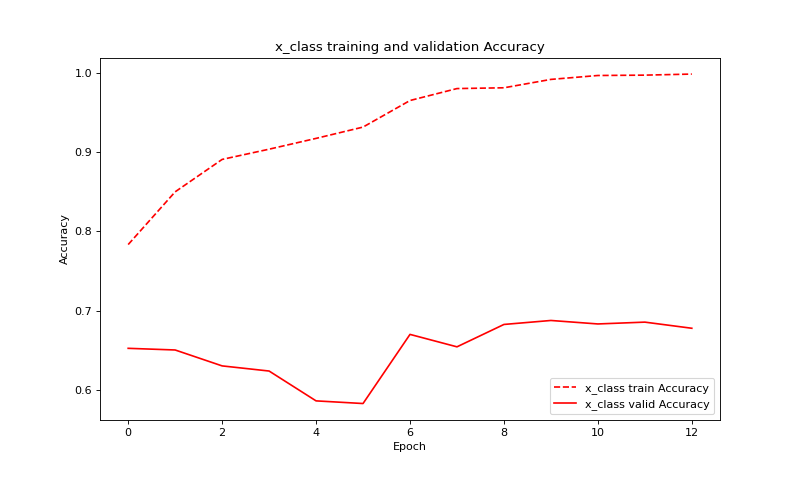 x_class training and validation Accuracy
1.0
0.9
0.8
0.7
0.6
Accuracy
0 2 4 6 8 10 12
Epoch
x_class train Accuracy
x_class valid Accuracy